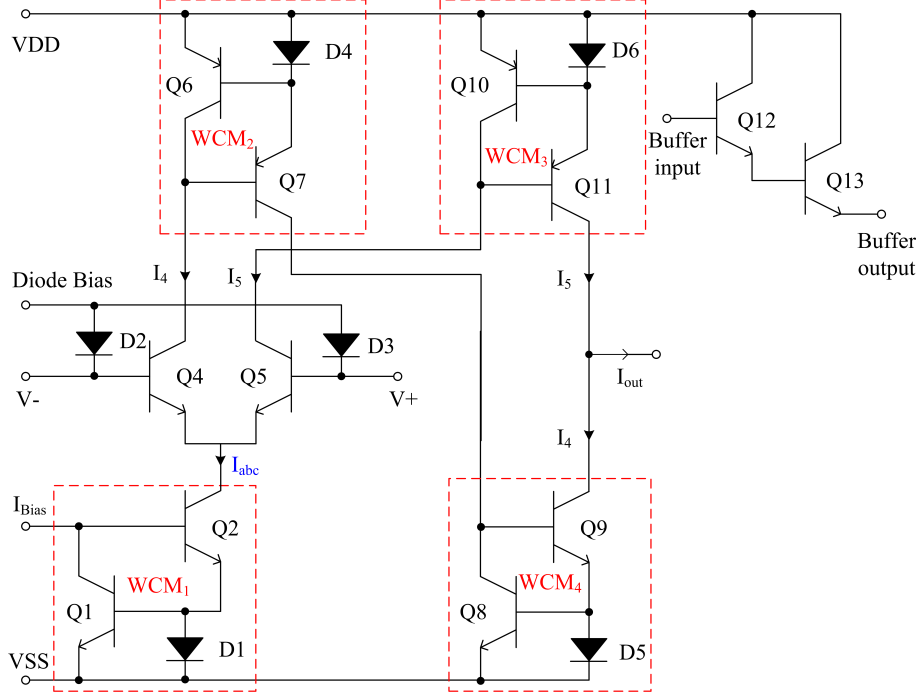 VDD
D4
D6
Q6
Q10
WCM₂
WCM₃
Q7
Q11
Q12
Buffer
input
Q13
Buffer
output
I₄
I₅
I₅
Diode Bias
D2
D3
Q4
Q5
V-
V+
Iout
I₄
Iabc
IBias
Q2
Q9
WCM₁
WCM₄
Q1
Q8
D1
D5
VSS